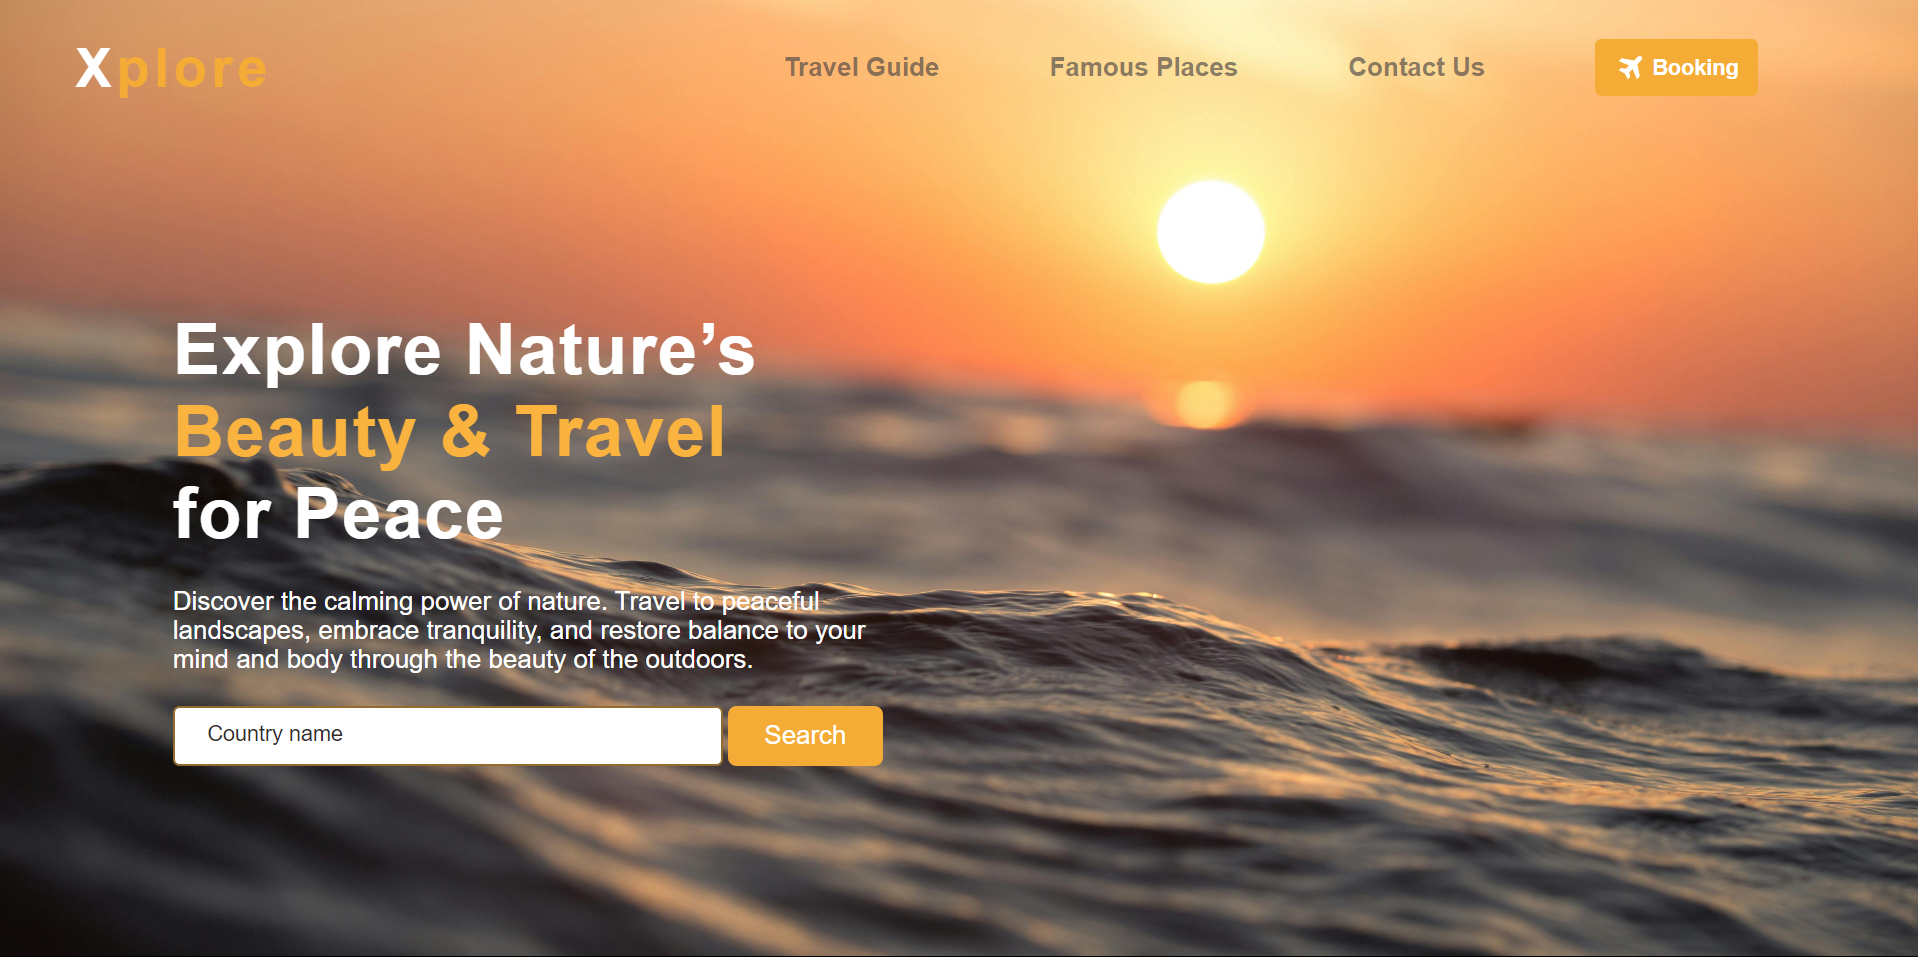 Xplore
Travel Guide
Famous Places
Contact Us
Booking
Explore Nature’s
Beauty & Travel
for Peace
Discover the calming power of nature. Travel to peaceful
landscapes, embrace tranquility, and restore balance to your
mind and body through the beauty of the outdoors.
Country name
Search